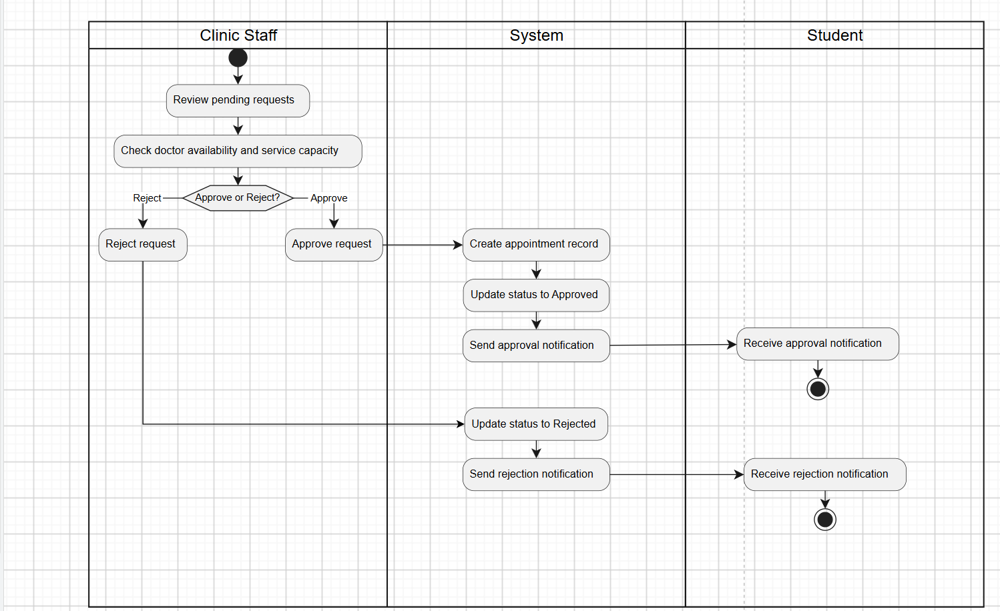 Clinic Staff
System
Student
Review pending requests
Check doctor availability and service capacity
Reject
Approve or Reject?
Approve
Reject request
Approve request
Create appointment record
Update status to Approved
Send approval notification
Receive approval notification
Update status to Rejected
Send rejection notification
Receive rejection notification